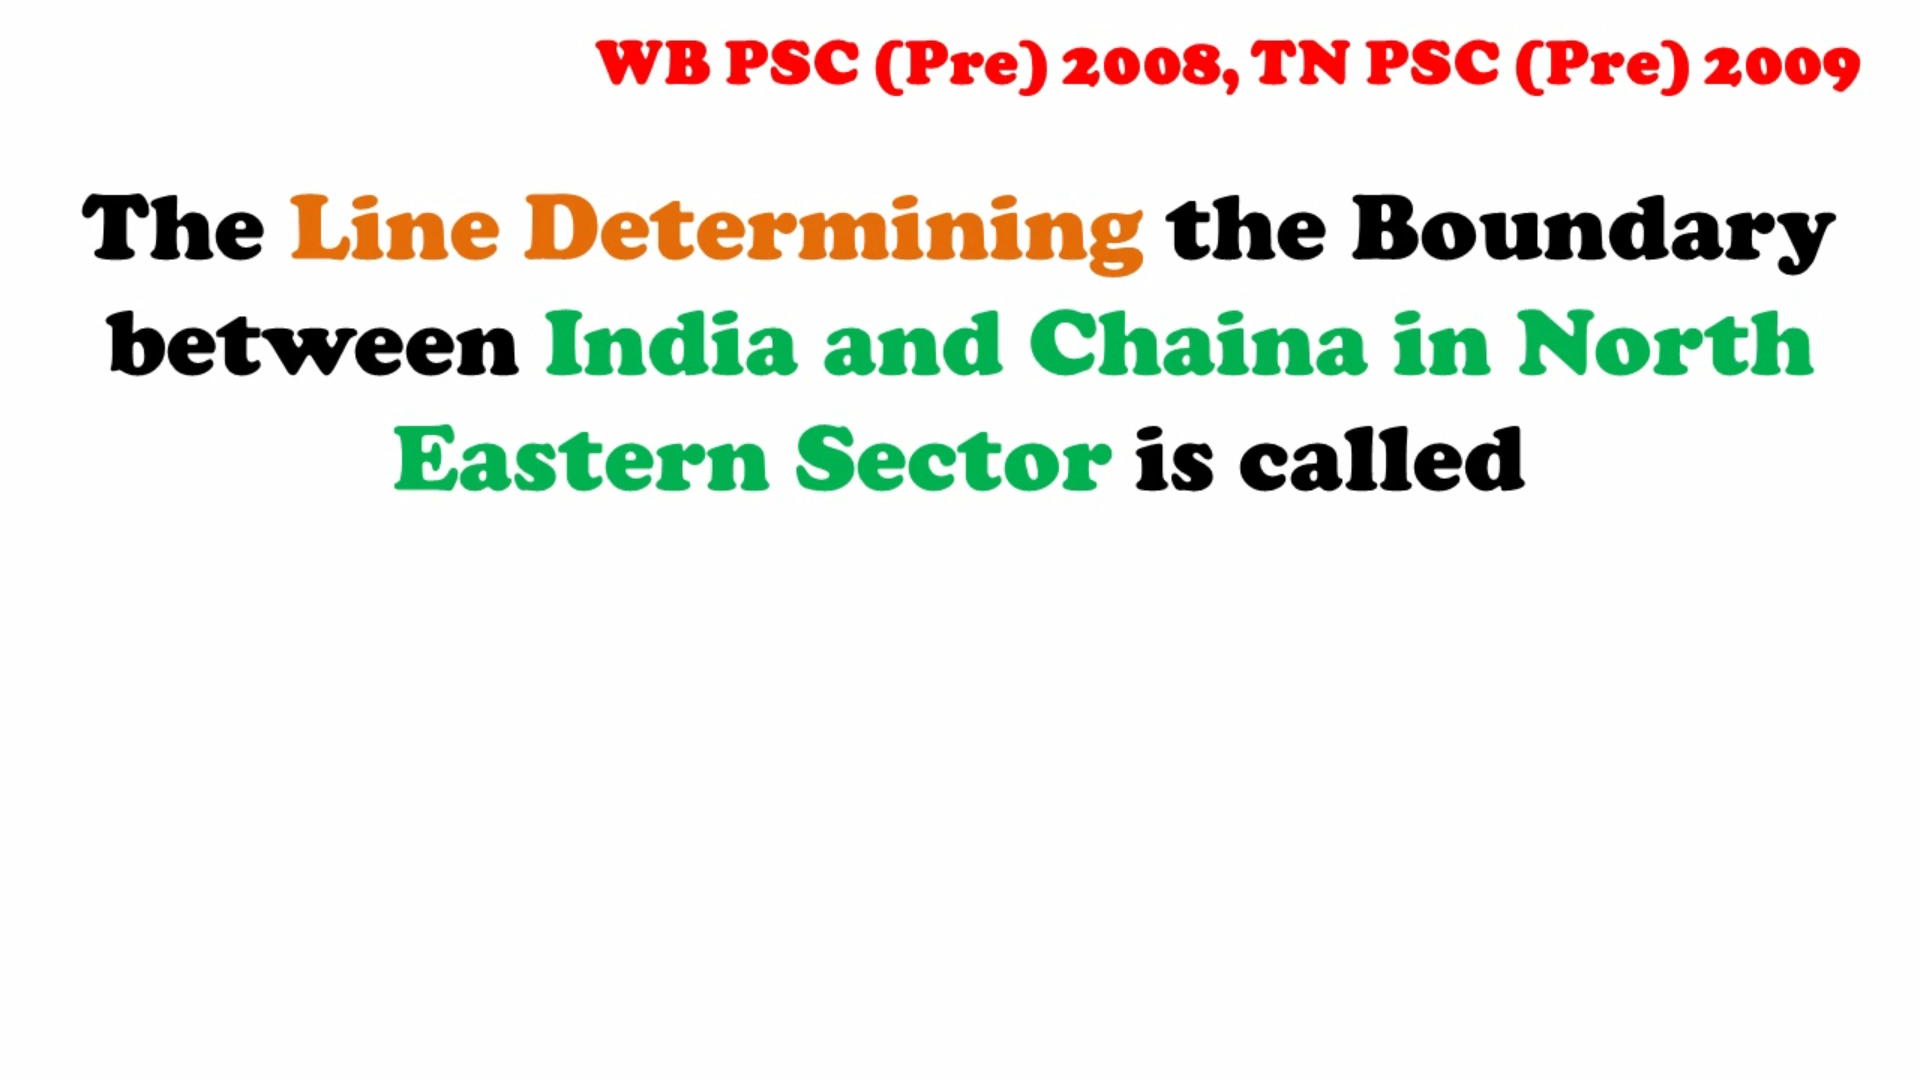 WB PSC (Pre) 2008, TN PSC (Pre) 2009
The Line Determining the Boundary
between India and Chaina in North
Eastern Sector is called